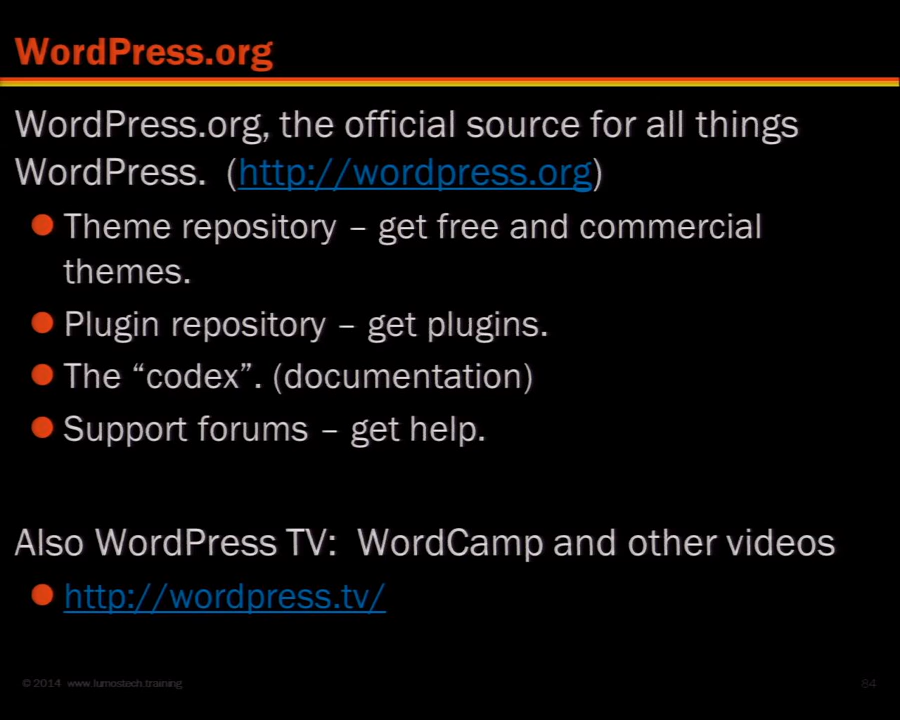 WordPress.org
WordPress.org, the official source for all things
WordPress.  (http://wordpress.org)
● Theme repository – get free and commercial
themes.
● Plugin repository – get plugins.
● The “codex”. (documentation)
● Support forums – get help.
Also WordPress TV:  WordCamp and other videos
● http://wordpress.tv/
© 2014  www.lumostech.training
84